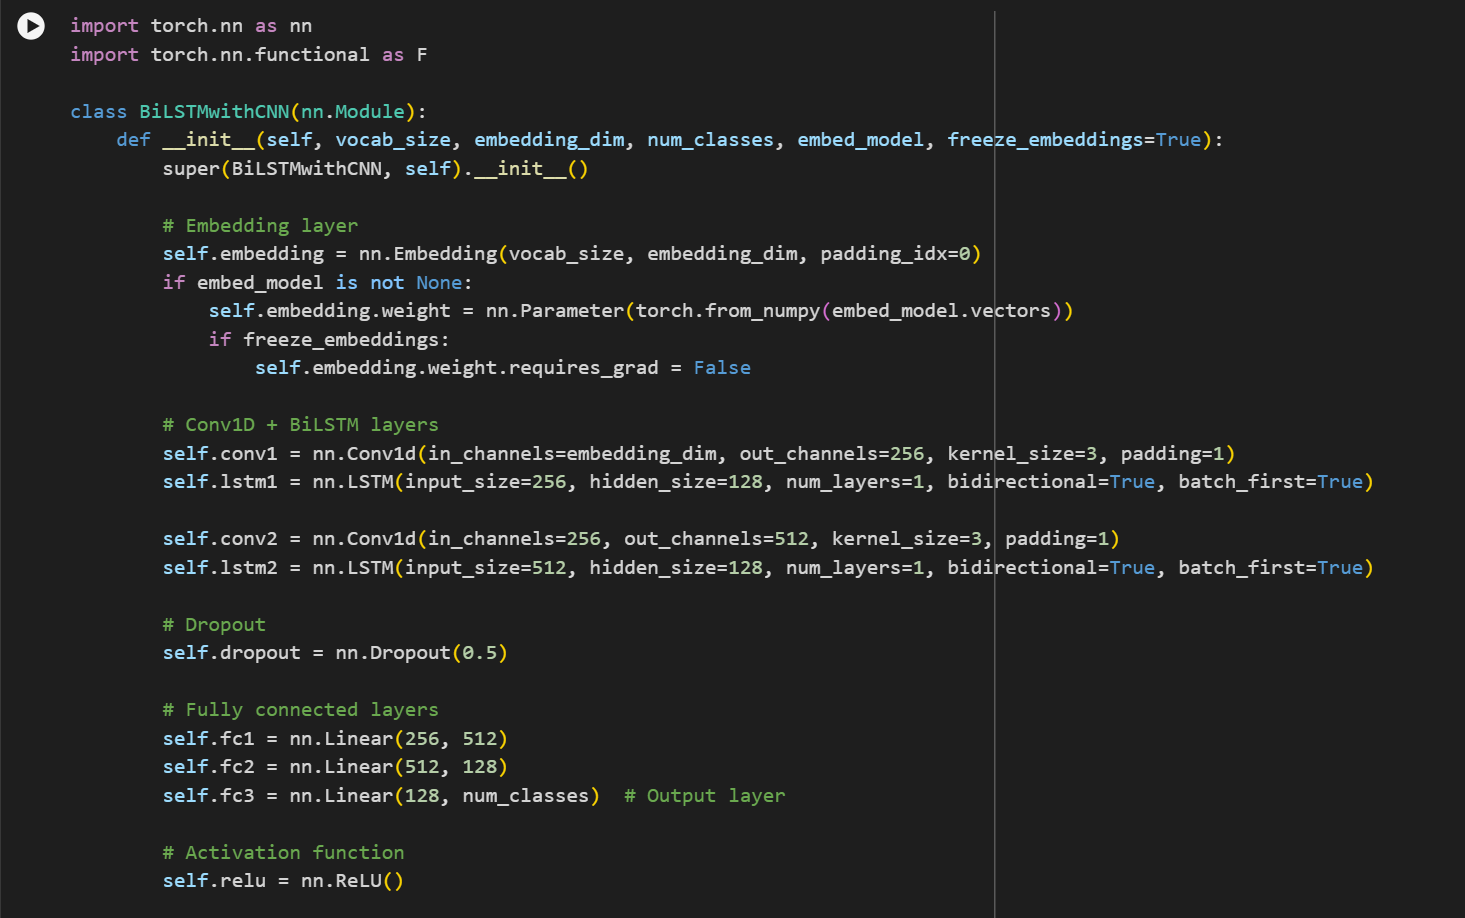 import torch.nn as nn
import torch.nn.functional as F
class BiLSTMwithCNN(nn.Module):
    def __init__(self, vocab_size, embedding_dim, num_classes, embed_model, freeze_embeddings=True):
        super(BiLSTMwithCNN, self).__init__()
        # Embedding layer
        self.embedding = nn.Embedding(vocab_size, embedding_dim, padding_idx=0)
        if embed_model is not None:
            self.embedding.weight = nn.Parameter(torch.from_numpy(embed_model.vectors))
            if freeze_embeddings:
                self.embedding.weight.requires_grad = False
        # Conv1D + BiLSTM layers
        self.conv1 = nn.Conv1d(in_channels=embedding_dim, out_channels=256, kernel_size=3, padding=1)
        self.lstm1 = nn.LSTM(input_size=256, hidden_size=128, num_layers=1, bidirectional=True, batch_first=True)
        self.conv2 = nn.Conv1d(in_channels=256, out_channels=512, kernel_size=3, padding=1)
        self.lstm2 = nn.LSTM(input_size=512, hidden_size=128, num_layers=1, bidirectional=True, batch_first=True)
        # Dropout
        self.dropout = nn.Dropout(0.5)
        # Fully connected layers
        self.fc1 = nn.Linear(256, 512)
        self.fc2 = nn.Linear(512, 128)
        self.fc3 = nn.Linear(128, num_classes)  # Output layer
        # Activation function
        self.relu = nn.ReLU()